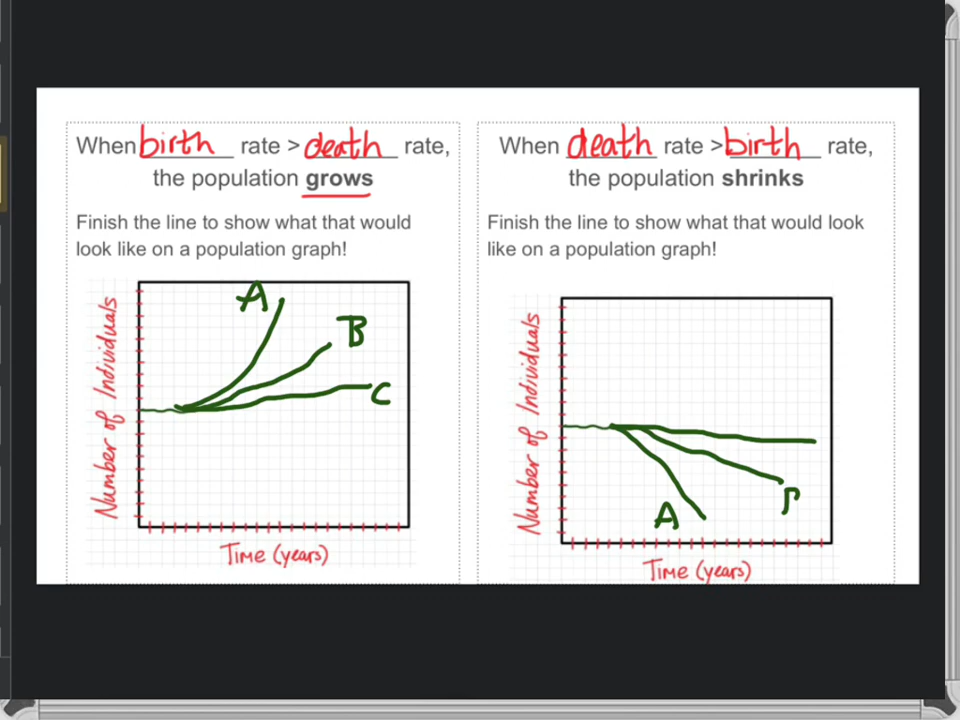 When birth rate > death rate,
the population grows
Finish the line to show what that would
look like on a population graph!
Number of Individuals
A
B
C
Time (years)
When death rate > birth rate,
the population shrinks
Finish the line to show what that would look
like on a population graph!
Number of Individuals
A
Time (years)